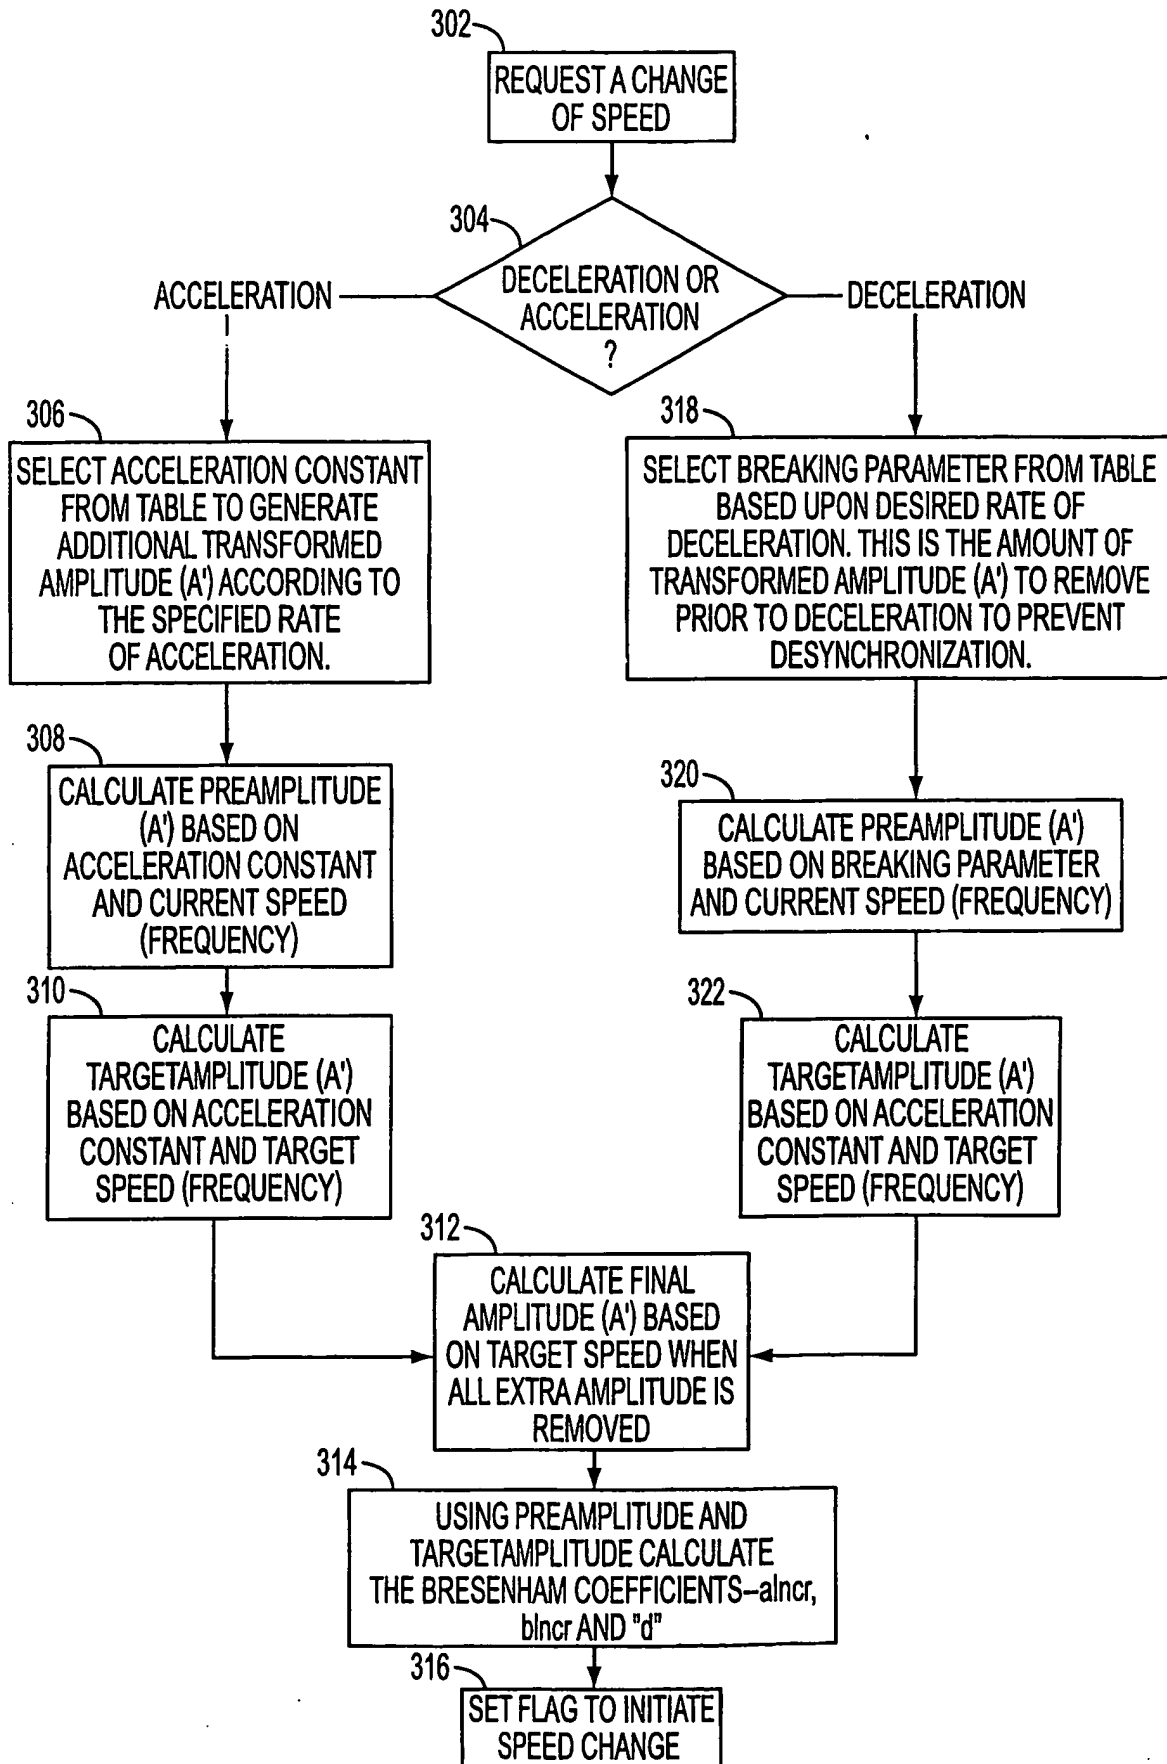 302
REQUEST A CHANGE
OF SPEED
304
DECELERATION OR
ACCELERATION
?
ACCELERATION
DECELERATION
306
SELECT ACCELERATION CONSTANT
FROM TABLE TO GENERATE
ADDITIONAL TRANSFORMED
AMPLITUDE (A') ACCORDING TO
THE SPECIFIED RATE
OF ACCELERATION.
318
SELECT BREAKING PARAMETER FROM TABLE
BASED UPON DESIRED RATE OF
DECELERATION. THIS IS THE AMOUNT OF
TRANSFORMED AMPLITUDE (A') TO REMOVE
PRIOR TO DECELERATION TO PREVENT
DESYNCHRONIZATION.
308
CALCULATE PREAMPLITUDE
(A') BASED ON
ACCELERATION CONSTANT
AND CURRENT SPEED
(FREQUENCY)
320
CALCULATE PREAMPLITUDE (A')
BASED ON BREAKING PARAMETER
AND CURRENT SPEED (FREQUENCY)
310
CALCULATE
TARGETAMPLITUDE (A')
BASED ON ACCELERATION
CONSTANT AND TARGET
SPEED (FREQUENCY)
322
CALCULATE
TARGETAMPLITUDE (A')
BASED ON ACCELERATION
CONSTANT AND TARGET
SPEED (FREQUENCY)
312
CALCULATE FINAL
AMPLITUDE (A') BASED
ON TARGET SPEED WHEN
ALL EXTRA AMPLITUDE IS
REMOVED
314
USING PREAMPLITUDE AND
TARGETAMPLITUDE CALCULATE
THE BRESENHAM COEFFICIENTS–aIncr,
bIncr AND "d"
316
SET FLAG TO INITIATE
SPEED CHANGE